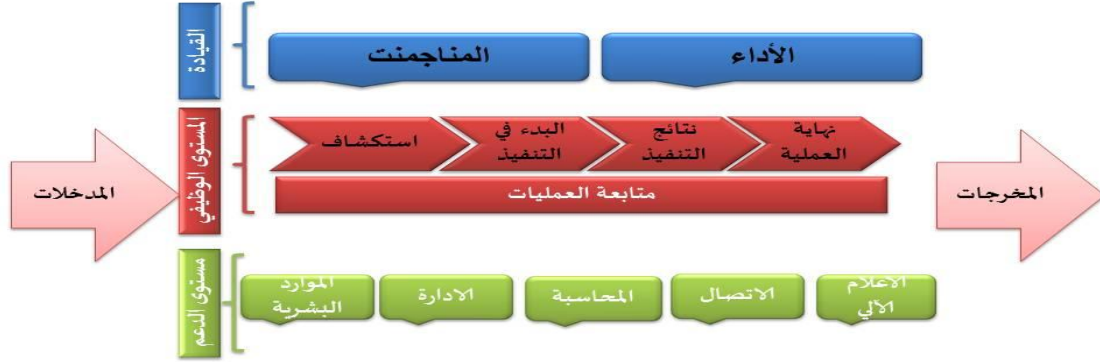 القيادة
المناجمنت
الأداء
المستوى الوظيفي
استكشاف
البدء في
التنفيذ
نتائج
التنفيذ
نهاية
العملية
متابعة العمليات
المدخلات
المخرجات
مستوى الدعم
الموارد
البشرية
الادارة
المحاسبة
الاتصال
الاعلام
الآلي